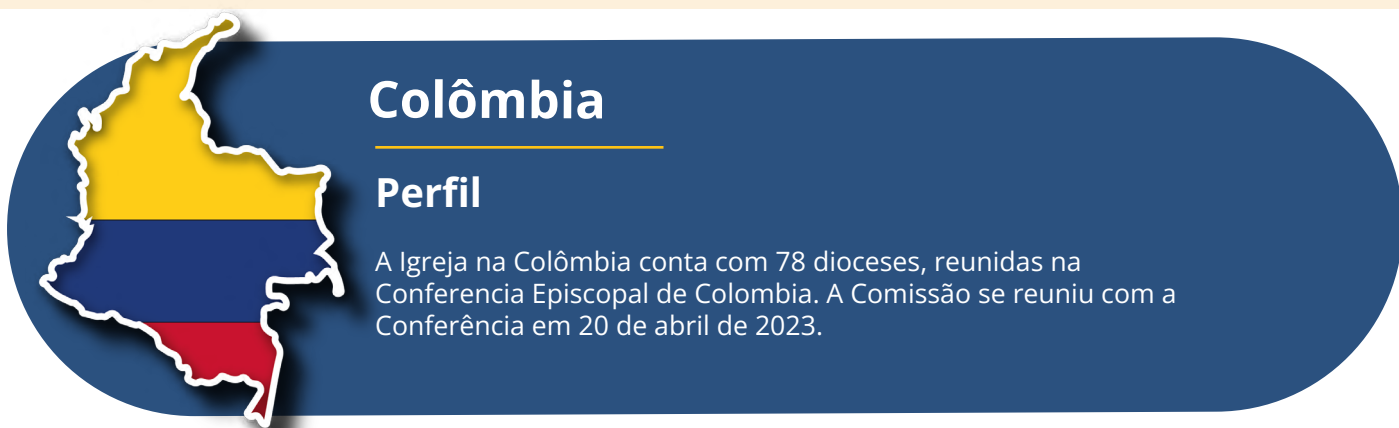 Colômbia
Perfil
A Igreja na Colômbia conta com 78 dioceses, reunidas na
Conferencia Episcopal de Colombia. A Comissão se reuniu com a
Conferência em 20 de abril de 2023.